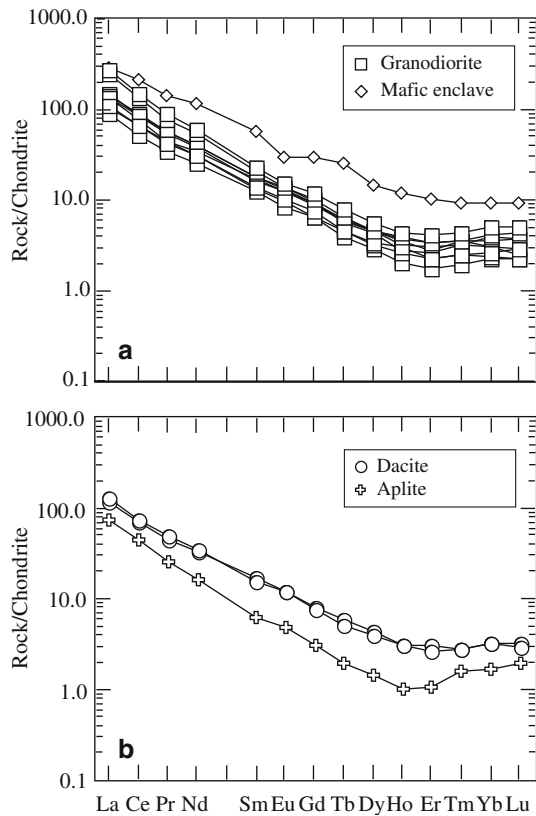 1000.0
Granodiorite
Mafic enclave
100.0
10.0
1.0
0.1
Rock/Chondrite
a
1000.0
Dacite
Aplite
100.0
10.0
1.0
0.1
Rock/Chondrite
b
La Ce Pr Nd Sm Eu Gd Tb Dy Ho Er Tm Yb Lu